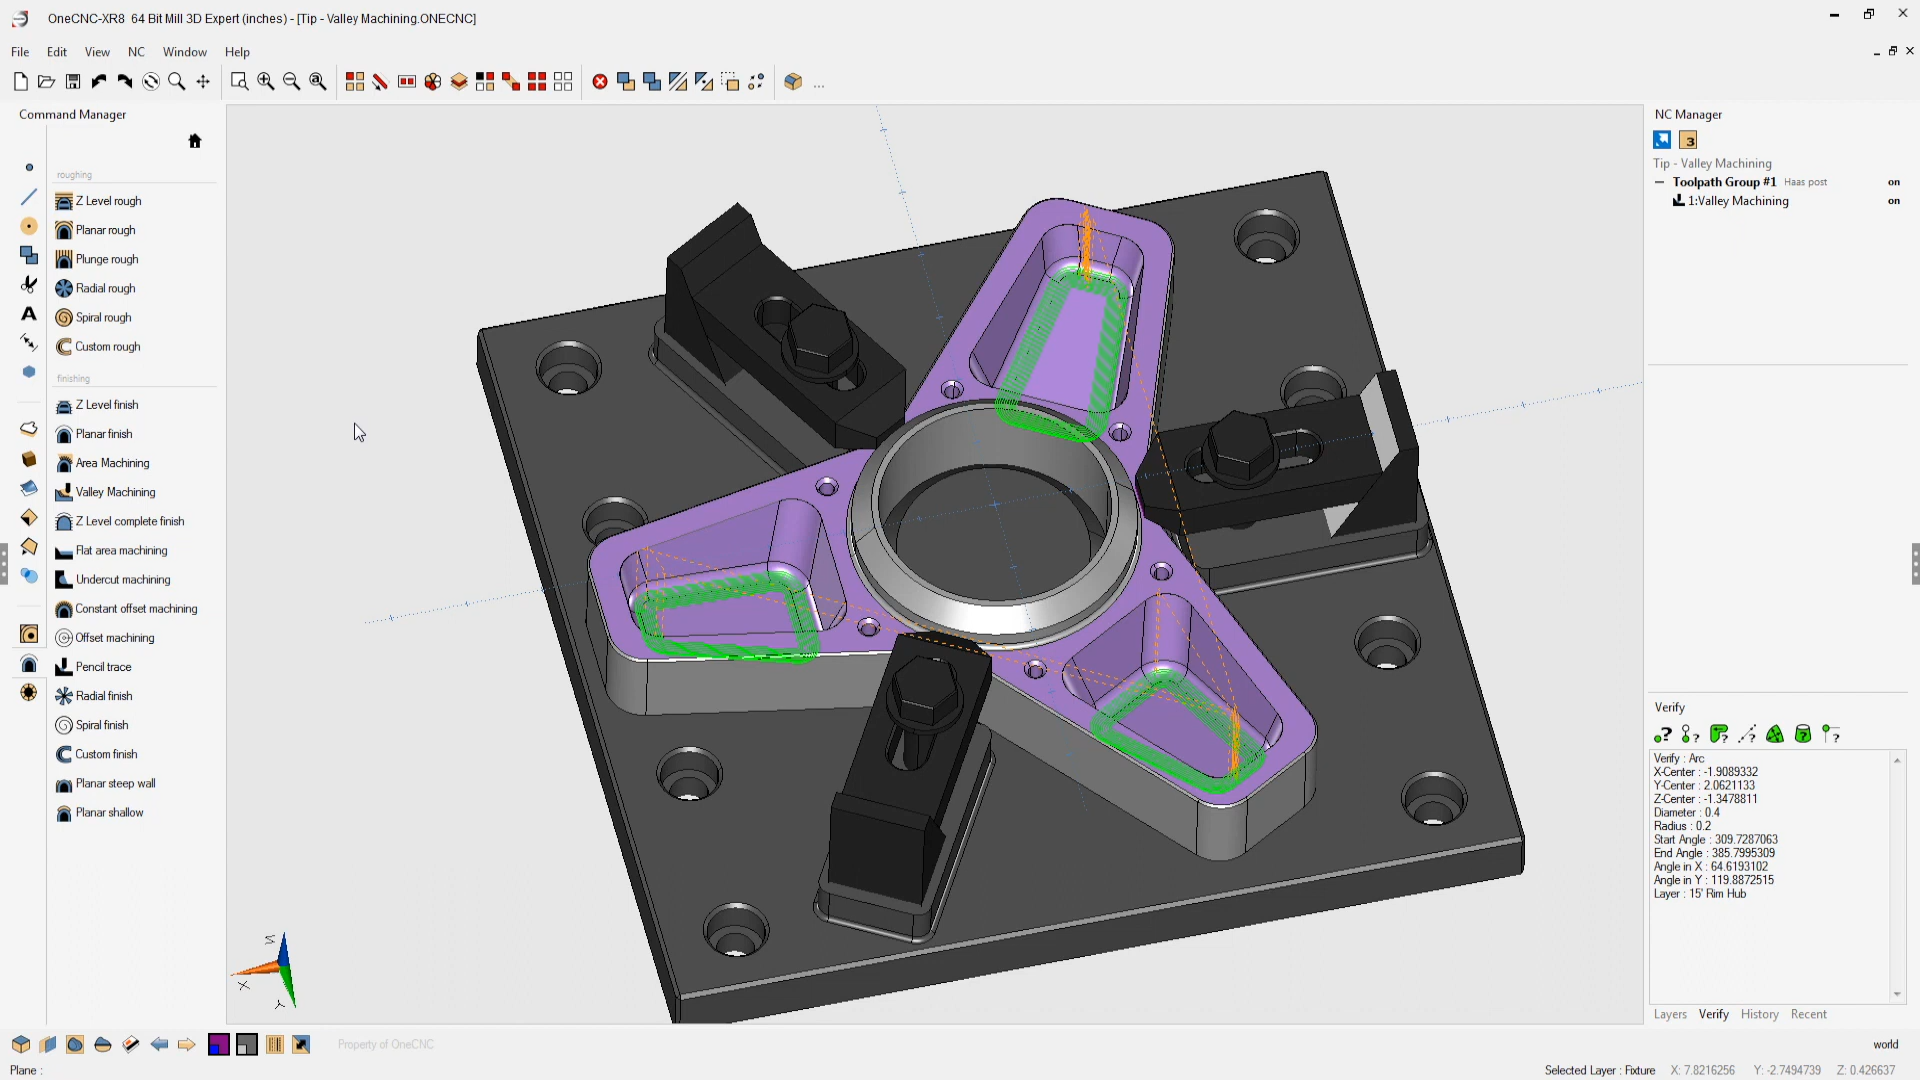 OneCNC-XR8 64 Bit Mill 3D Expert (inches) - [Tip - Valley Machining.ONECNC]
File Edit View NC Window Help
...
Command Manager
roughing
Z Level rough
Planar rough
Plunge rough
Radial rough
Spiral rough
Custom rough
finishing
Z Level finish
Planar finish
Area Machining
Valley Machining
Z Level complete finish
Flat area machining
Undercut machining
Constant offset machining
Offset machining
Pencil trace
Radial finish
Spiral finish
Custom finish
Planar steep wall
Planar shallow
A
Z
X
Y
NC Manager
3
Tip - Valley Machining
Toolpath Group #1 Haas post on
1:Valley Machining on
Verify
Verify : Arc
X-Center : -1.9089332
Y-Center : 2.0621133
Z-Center : -1.3478811
Diameter : 0.4
Radius : 0.2
Start Angle : 309.7287063
End Angle : 385.7995309
Angle in X : 64.6193102
Angle in Y : 119.8872515
Layer : 15' Rim Hub
Layers Verify History Recent
Property of OneCNC
world
Plane :
Selected Layer : Fixture X: 7.8216256 Y: -2.7494739 Z: 0.426637